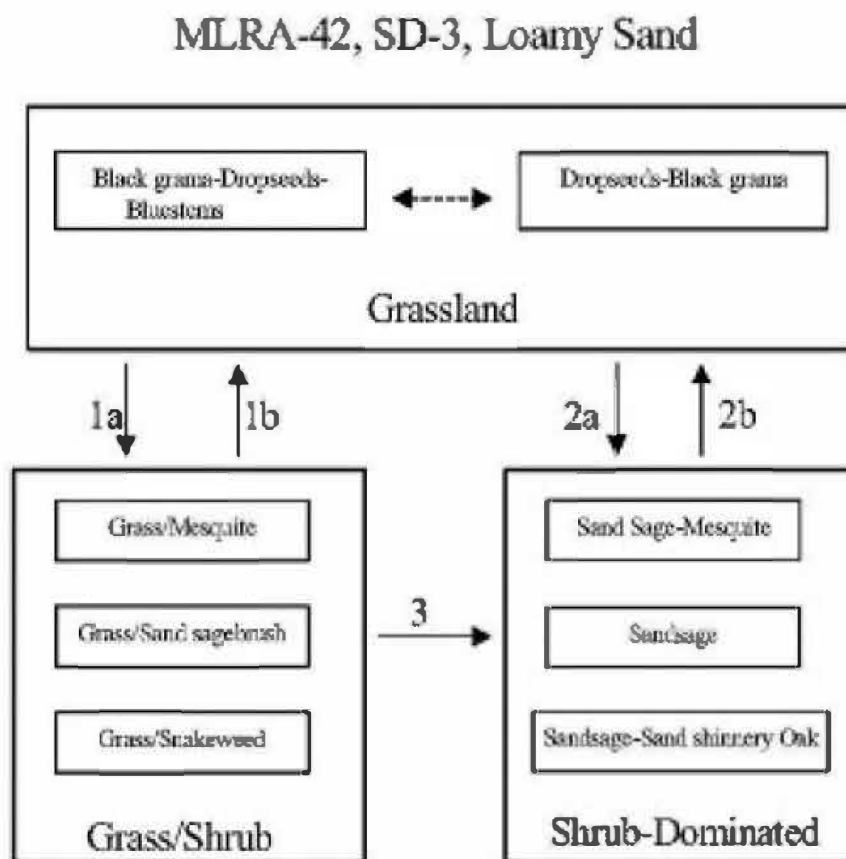 MLRA-42, SD-3, Loamy Sand
Black grama-Dropseeds-
Bluestems
Dropseeds-Black grama
Grassland
1a
1b
2a
2b
Grass/Mesquite
Grass/Sand sagebrush
Grass/Snakeweed
Grass/Shrub
3
Sand Sage-Mesquite
Sandsage
Sandsage-Sand shinnery Oak
Shrub-Dominated